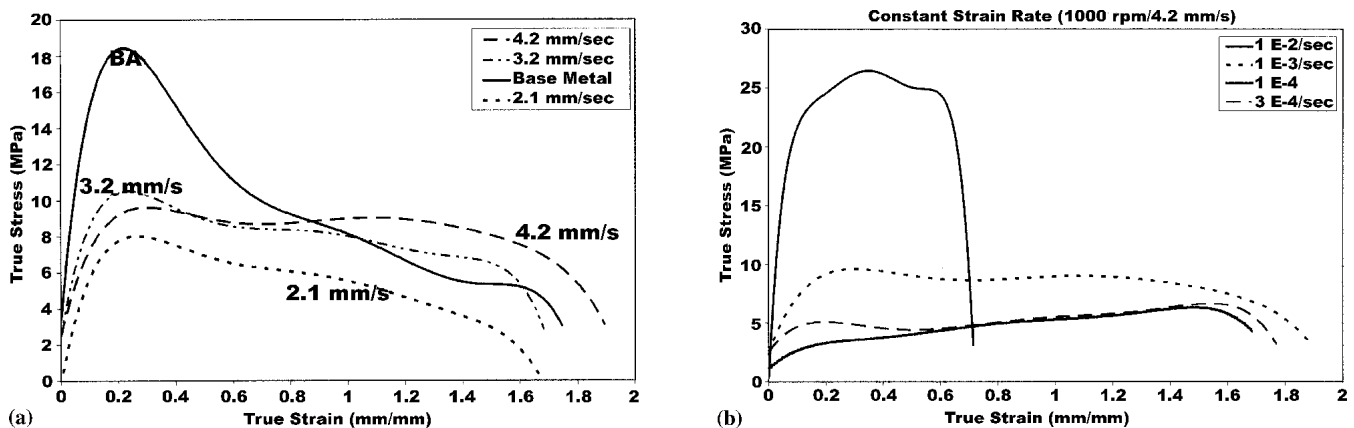 20
18
16
14
12
10
8
6
4
2
0
True Stress (MPa)
BA
3.2 mm/s
4.2 mm/s
2.1 mm/s
4.2 mm/sec
3.2 mm/sec
Base Metal
2.1 mm/sec
0 0.2 0.4 0.6 0.8 1 1.2 1.4 1.6 1.8 2
True Strain (mm/mm)
(a)
Constant Strain Rate (1000 rpm/4.2 mm/s)
30
25
20
15
10
5
0
True Stress (MPa)
1 E-2/sec
1 E-3/sec
1 E-4
3 E-4/sec
0 0.2 0.4 0.6 0.8 1 1.2 1.4 1.6 1.8 2
True Strain (mm/mm)
(b)